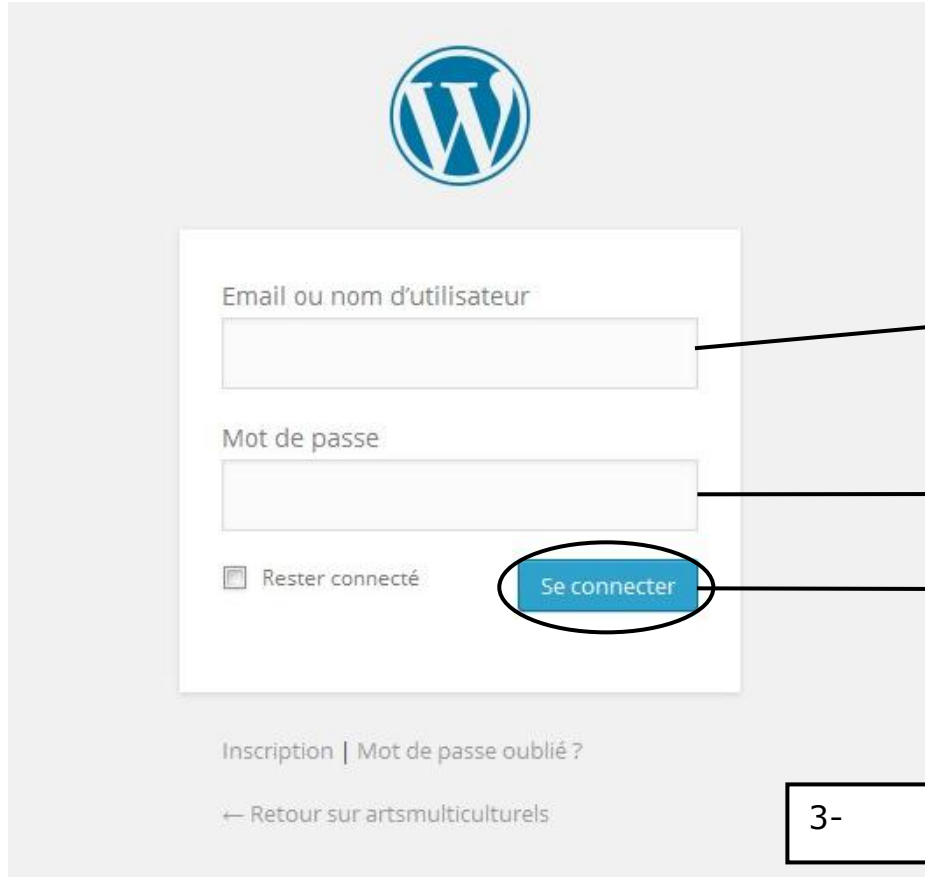 Email ou nom d’utilisateur
Mot de passe
Rester connecté
Se connecter
Inscription | Mot de passe oublié ?
← Retour sur artsmulticulturels
3-